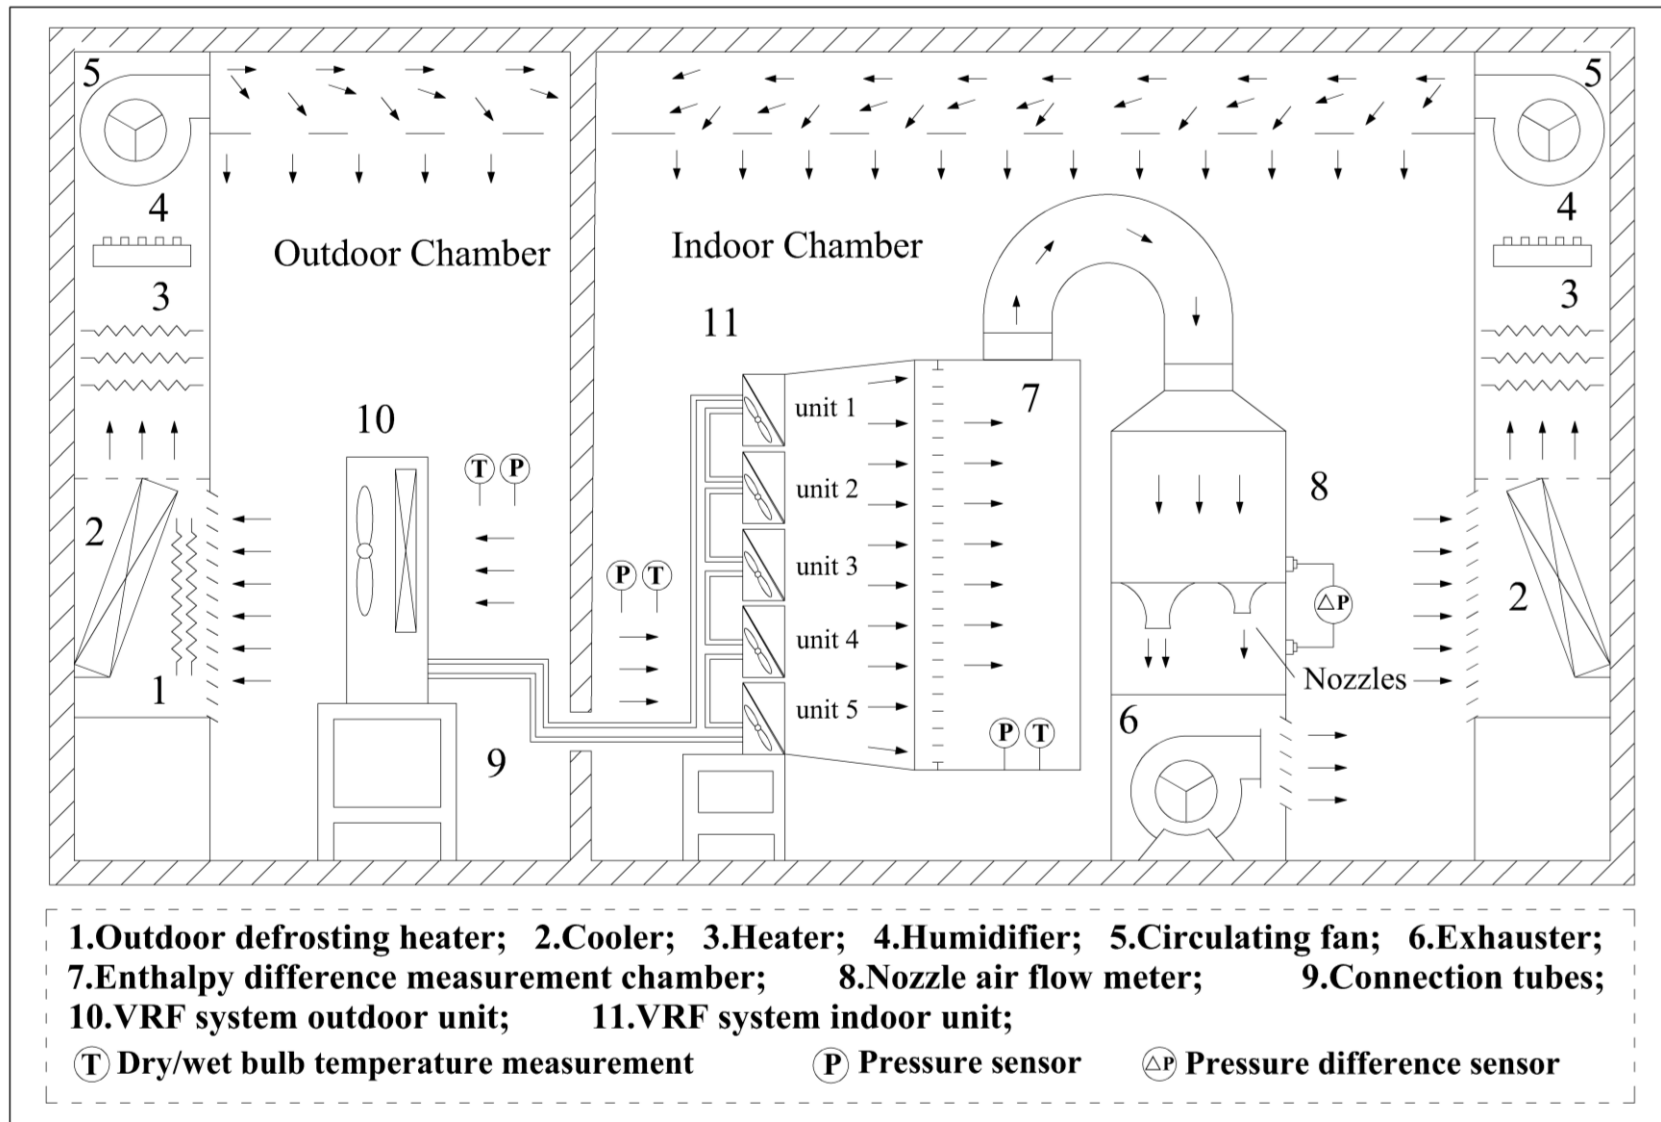 5
5
4
4
Outdoor Chamber
Indoor Chamber
3
3
11
7
10
unit 1
T P
unit 2
8
2
unit 3
P T
2
△P
unit 4
1
Nozzles
unit 5
6
P T
9
1.Outdoor defrosting heater; 2.Cooler; 3.Heater; 4.Humidifier; 5.Circulating fan; 6.Exhauster;
7.Enthalpy difference measurement chamber; 8.Nozzle air flow meter; 9.Connection tubes;
10.VRF system outdoor unit; 11.VRF system indoor unit;
T Dry/wet bulb temperature measurement P Pressure sensor △P Pressure difference sensor